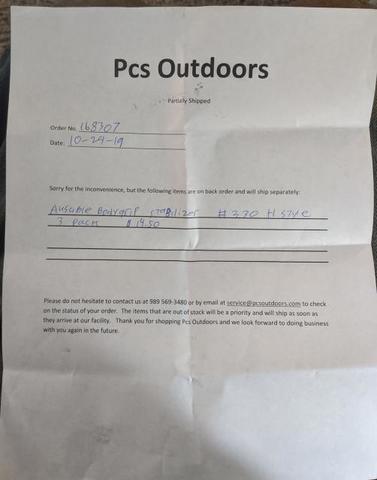 Pcs Outdoors
Partially Shipped
Order No. 168307
Date: 10-24-19
Sorry for the inconvenience, but the following items are on back order and will ship separately:
Ausable Bodygrip stabilizer #330 H style
3 pack $14.50
Please do not hesitate to contact us at 989 569-3480 or by email at service@pcsoutdoors.com to check
on the status of your order. The items that are out of stock will be a priority and will ship as soon as
they arrive at our facility. Thank you for shopping Pcs Outdoors and we look forward to doing business
with you again in the future.